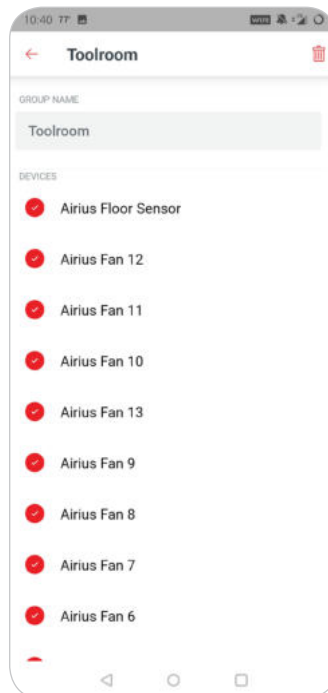 10:40 77°
Toolroom
GROUP NAME
Toolroom
DEVICES
Airius Floor Sensor
Airius Fan 12
Airius Fan 11
Airius Fan 10
Airius Fan 13
Airius Fan 9
Airius Fan 8
Airius Fan 7
Airius Fan 6